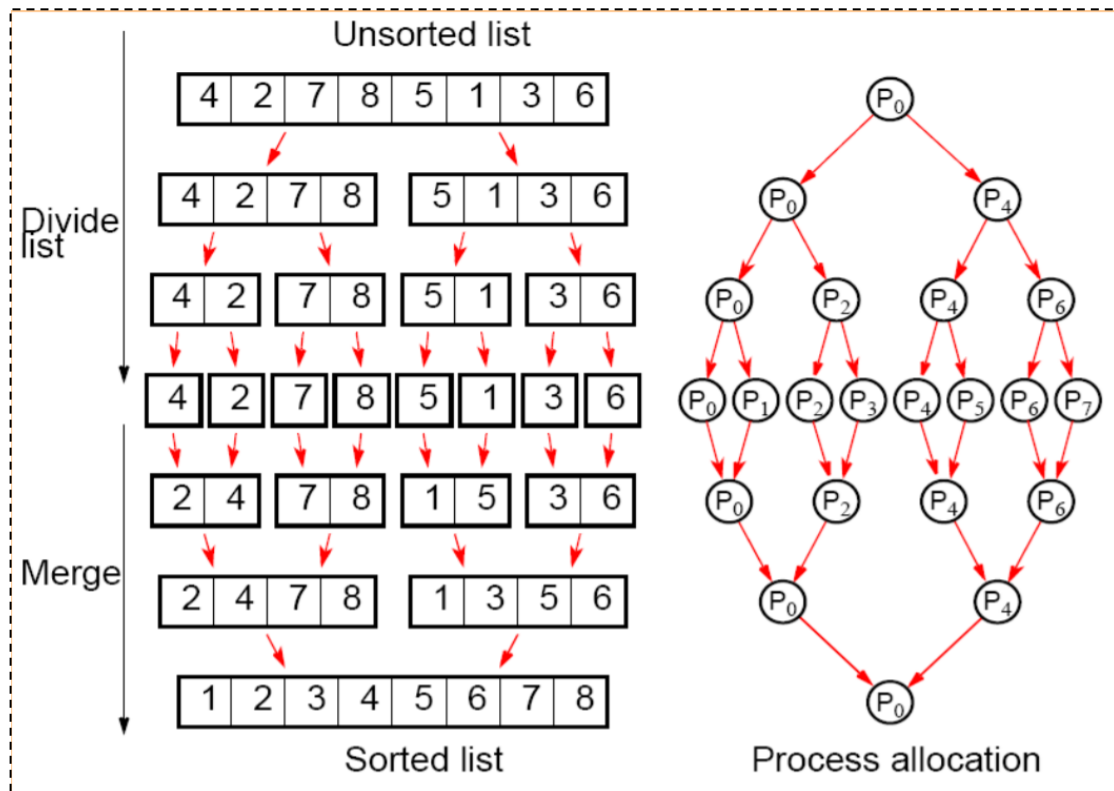 Unsorted list
4 2 7 8 5 1 3 6
P0
4 2 7 8 5 1 3 6
P0 P4
Divide
list
4 2 7 8 5 1 3 6
P0 P2 P4 P6
4 2 7 8 5 1 3 6
P0 P1 P2 P3 P4 P5 P6 P7
2 4 7 8 1 5 3 6
P0 P2 P4 P6
Merge
2 4 7 8 1 3 5 6
P0 P4
1 2 3 4 5 6 7 8
P0
Sorted list
Process allocation